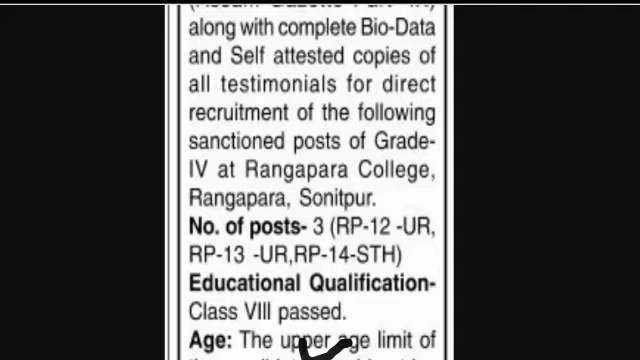 along with complete Bio-Data
and Self attested copies of
all testimonials for direct
recruitment of the following
sanctioned posts of Grade-
IV at Rangapara College,
Rangapara, Sonitpur.
No. of posts- 3 (RP-12 -UR,
RP-13 -UR,RP-14-STH)
Educational Qualification-
Class VIII passed.
Age: The upper age limit of